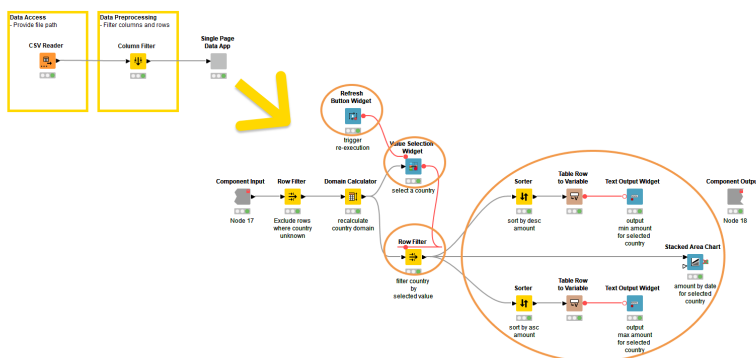 Data Access
- Provide file path
Data Preprocessing
- Filter columns and rows
CSV Reader
Column Filter
Single Page
Data App
Refresh
Button Widget
trigger
re-execution
Value Selection
Widget
select a country
Component Input
Node 17
Row Filter
Exclude rows
where country
unknown
Domain Calculator
recalculate
country domain
Row Filter
filter country
by
selected value
Sorter
sort by desc
amount
Table Row
to Variable
Text Output Widget
output
min amount
for selected
country
Component Output
Node 18
Stacked Area Chart
amount by date
for selected
country
Sorter
sort by asc
amount
Table Row
to Variable
Text Output Widget
output
max amount
for selected
country